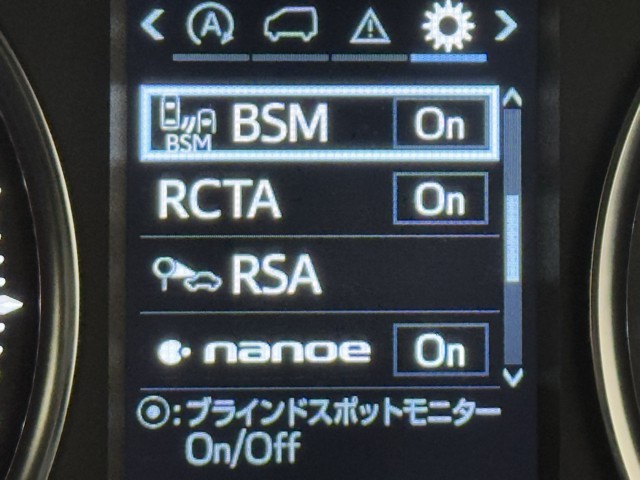 A
BSM BSM On
RCTA On
RSA
nanoe On
:ブラインドスポットモニター
On/Off